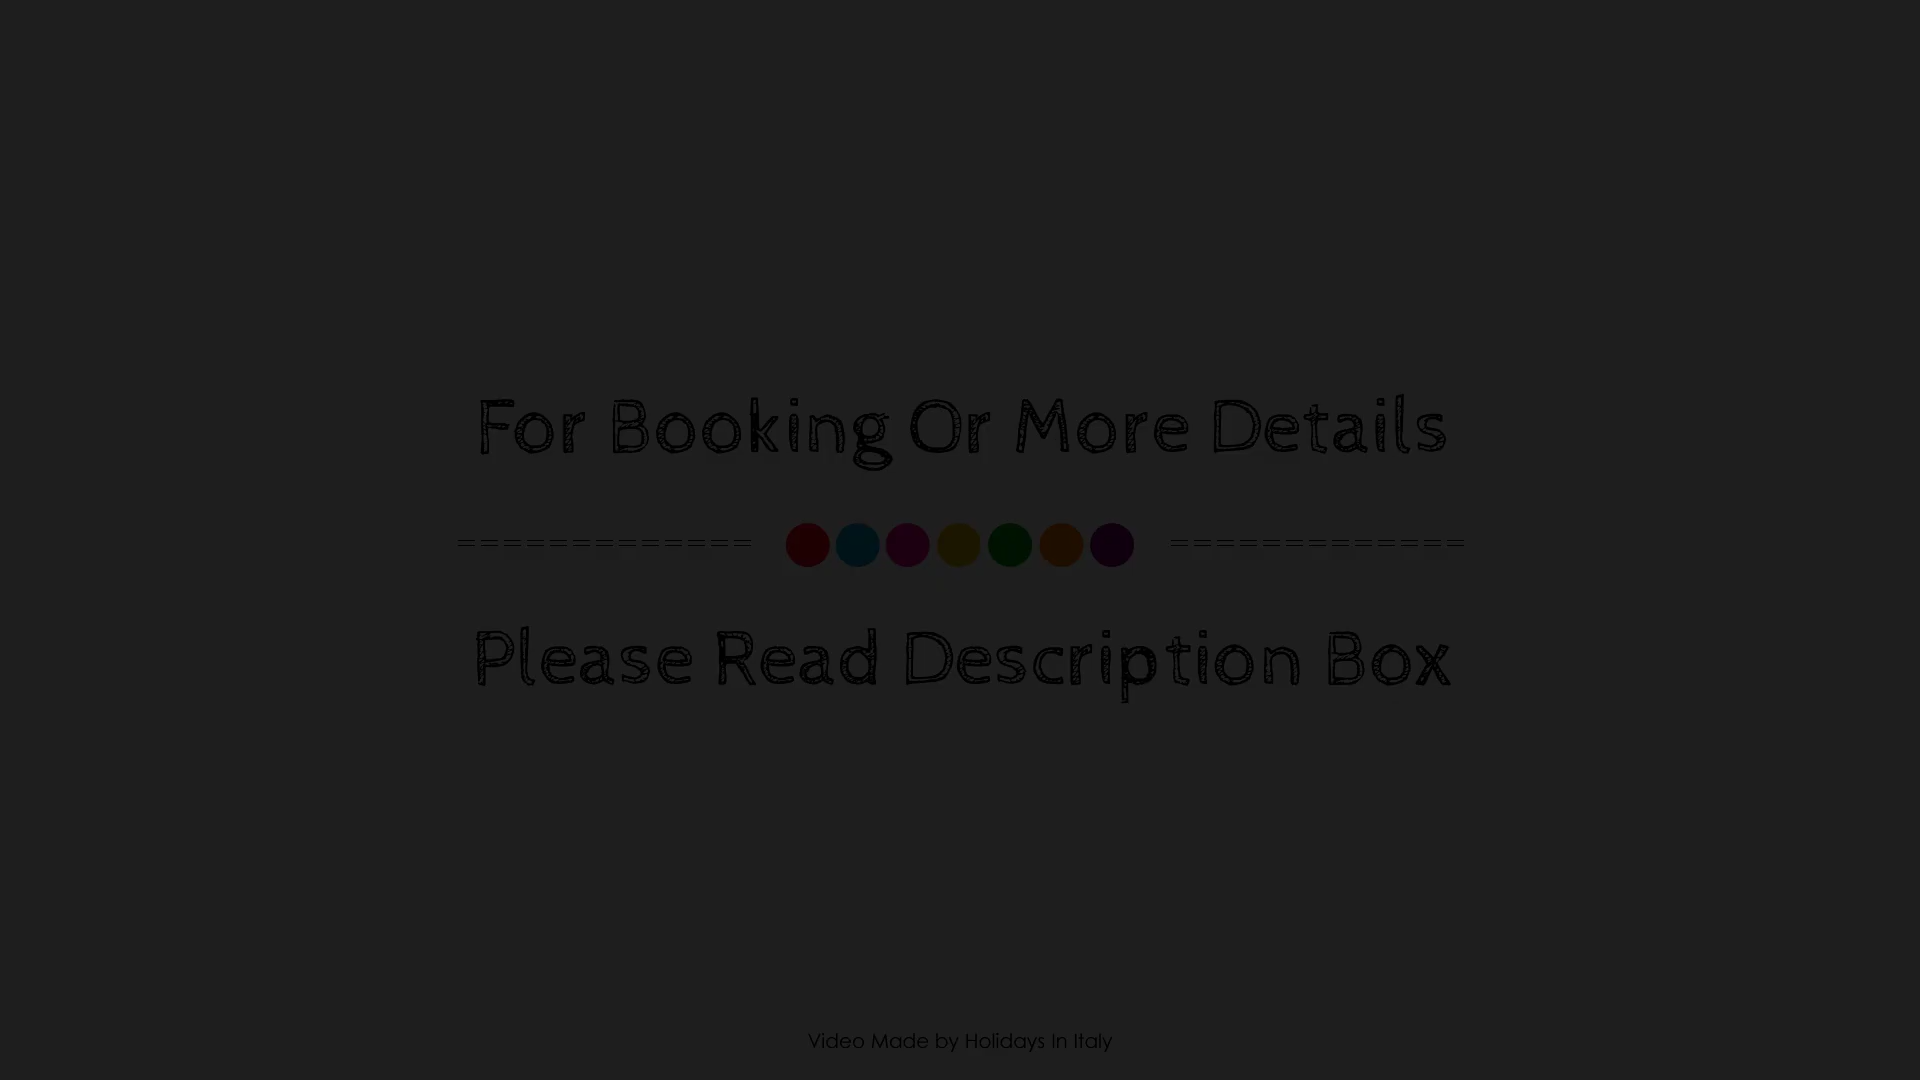 For Booking Or More Details
============= =============
Please Read Description Box
Video Made by Holidays In Italy